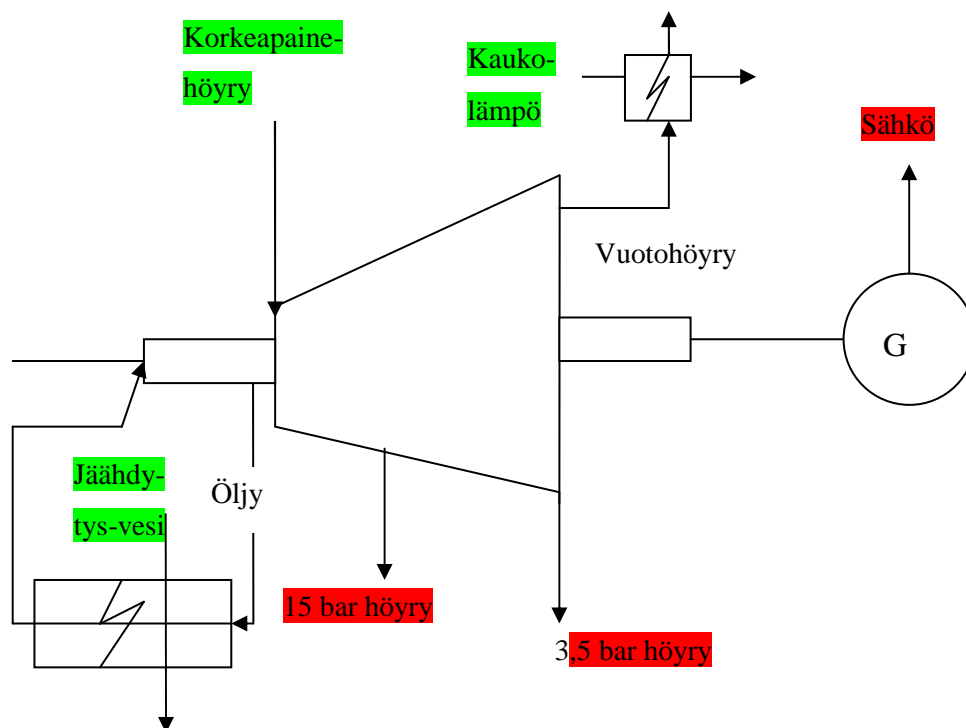 Korkeapaine-
höyry
Kauko-
lämpö
Sähkö
Vuotohöyry
G
Jäähdy-
tys-vesi
Öljy
15 bar höyry
3,5 bar höyry